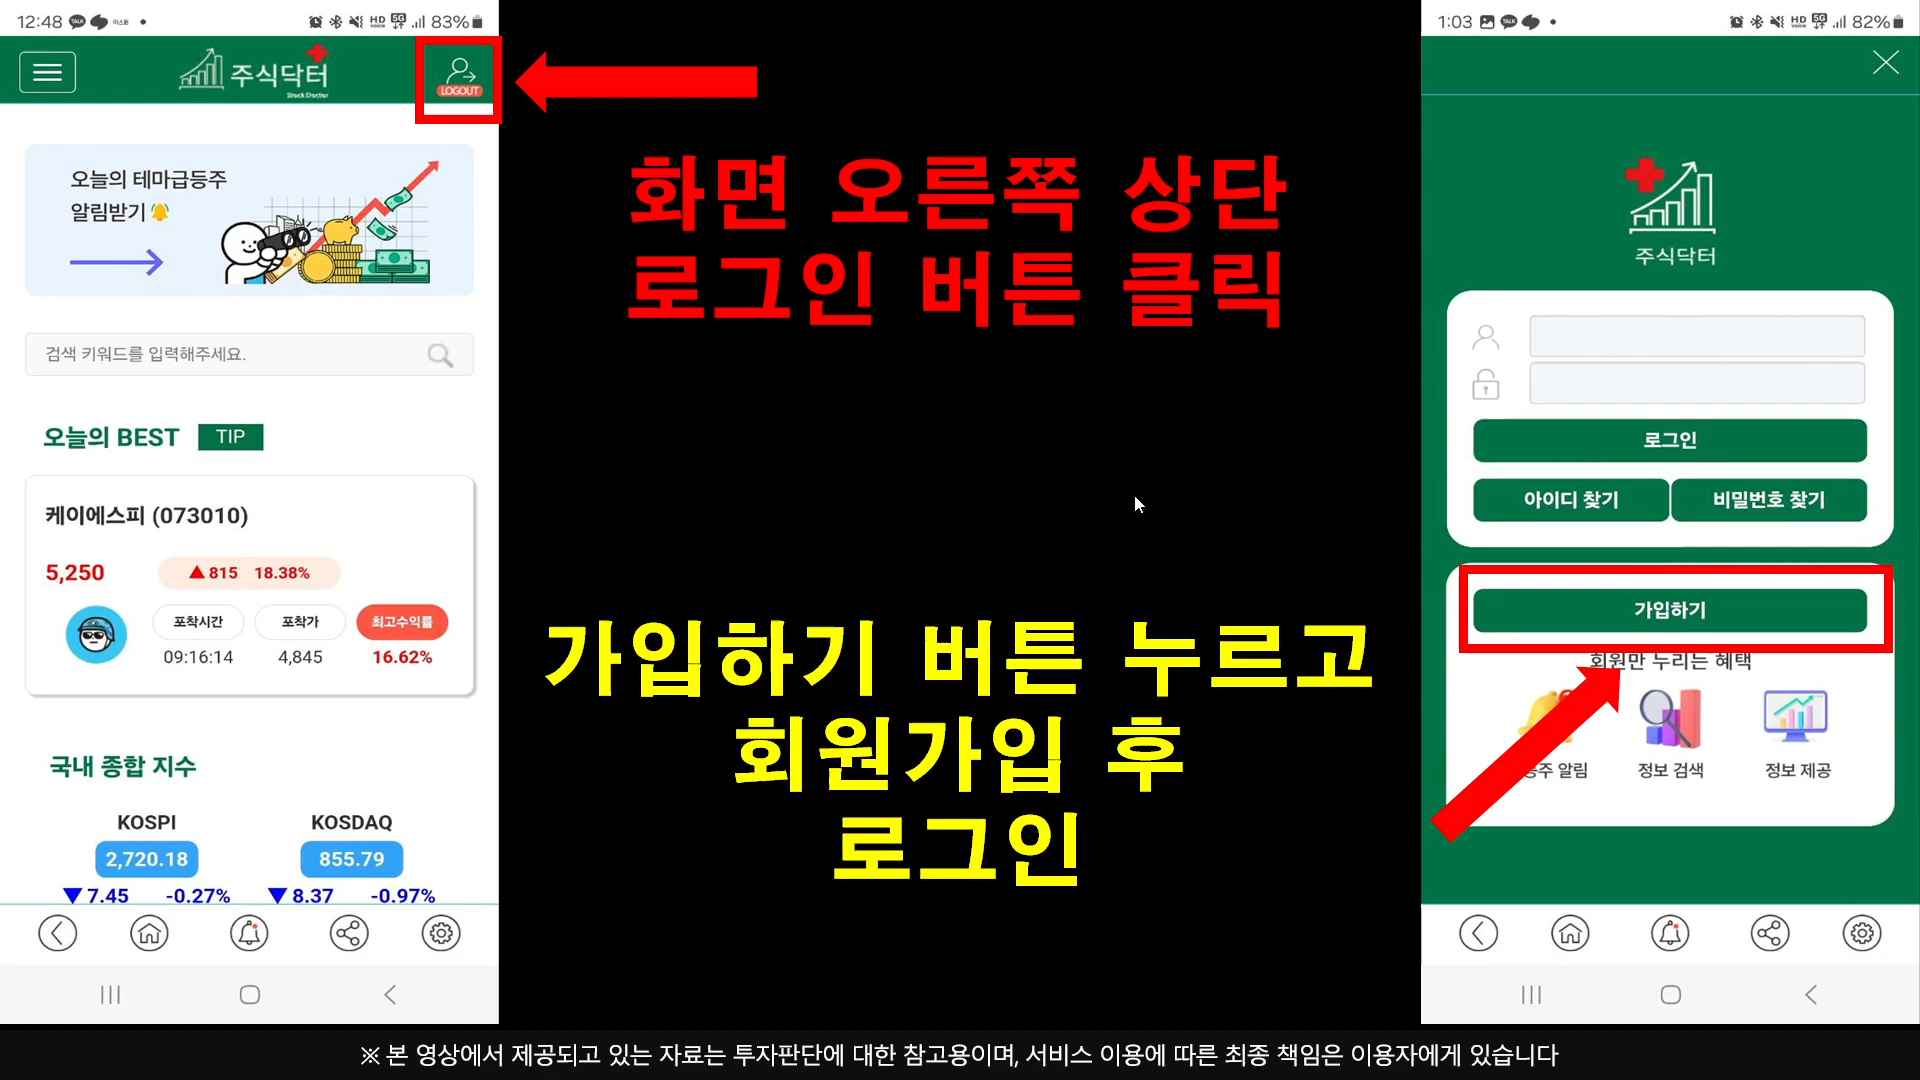 12:48
83%
주식닥터
Stock Doctor
LOGOUT
오늘의 테마급등주
알림받기
검색 키워드를 입력해주세요.
오늘의 BEST TIP
케이에스피 (073010)
5,250 ▲815 18.38%
포착시간 포착가 최고수익률
09:16:14 4,845 16.62%
국내 종합 지수
KOSPI KOSDAQ
2,720.18 855.79
▼7.45 -0.27% ▼8.37 -0.97%
화면 오른쪽 상단
로그인 버튼 클릭
가입하기 버튼 누르고
회원가입 후
로그인
1:03
82%
주식닥터
로그인
아이디 찾기 비밀번호 찾기
가입하기
회원만 누리는 혜택
등주 알림 정보 검색 정보 제공
※ 본 영상에서 제공되고 있는 자료는 투자판단에 대한 참고용이며, 서비스 이용에 따른 최종 책임은 이용자에게 있습니다